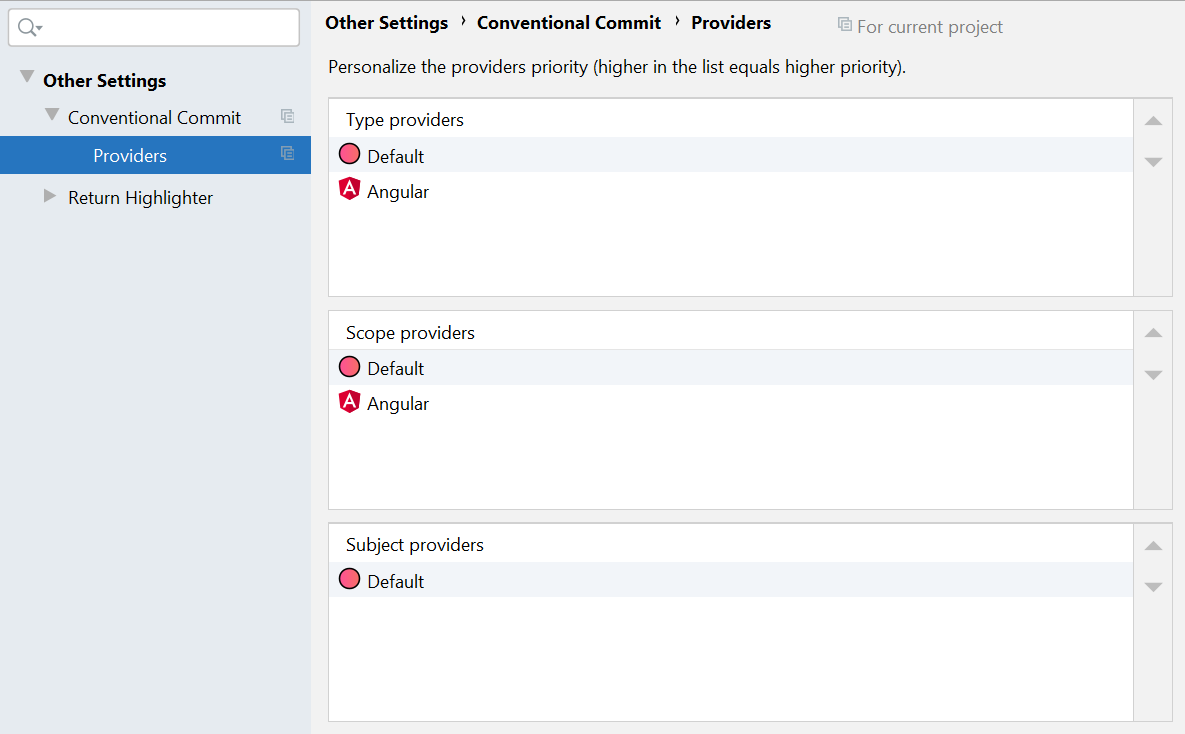 Other Settings
Conventional Commit
Providers
Return Highlighter
Other Settings › Conventional Commit › Providers For current project
Personalize the providers priority (higher in the list equals higher priority).
Type providers
Default
Angular
Scope providers
Default
Angular
Subject providers
Default